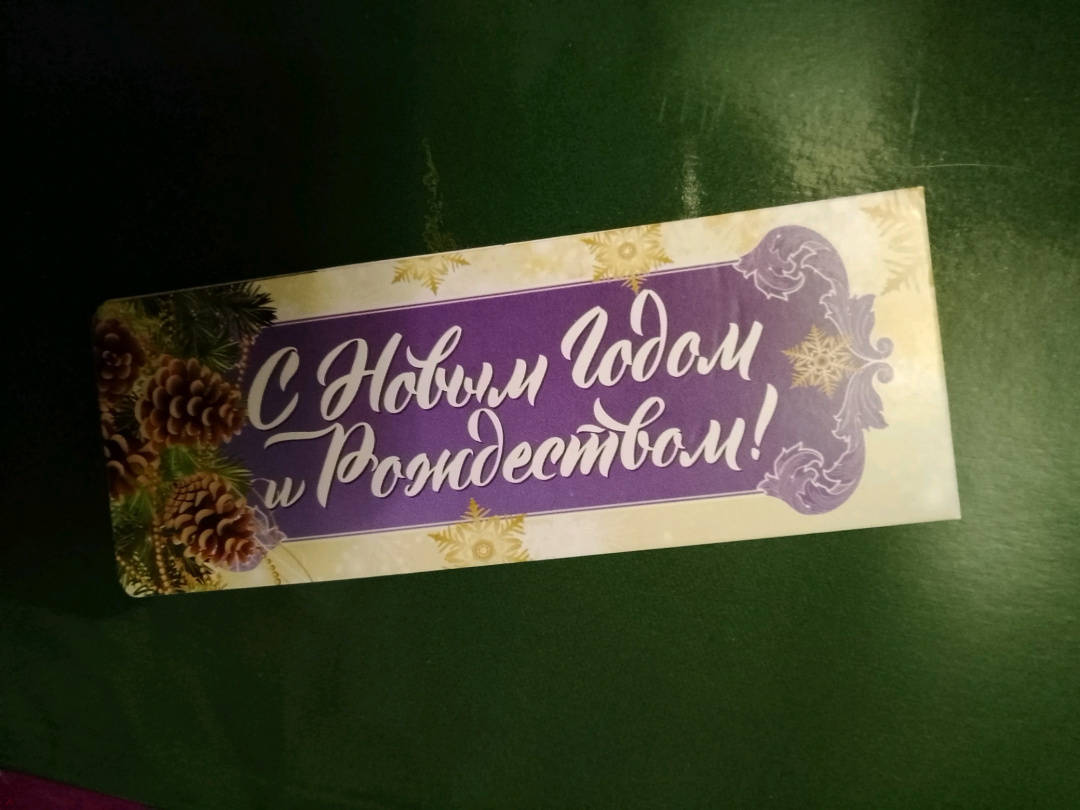 С Новым Годом
и Рождеством!